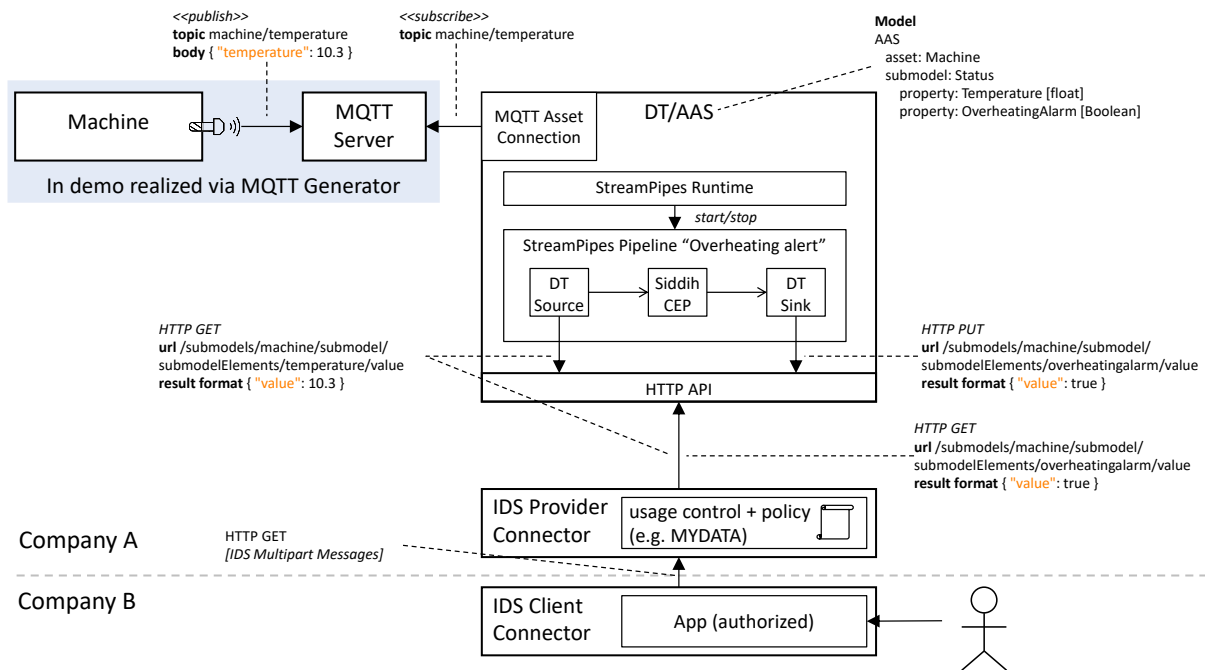 <<publish>>
topic machine/temperature
body { "temperature": 10.3 }
<<subscribe>>
topic machine/temperature
Model
AAS
asset: Machine
submodel: Status
property: Temperature [float]
property: OverheatingAlarm [Boolean]
Machine
MQTT
Server
In demo realized via MQTT Generator
MQTT Asset
Connection
DT/AAS
StreamPipes Runtime
start/stop
StreamPipes Pipeline “Overheating alert”
DT
Source
Siddih
CEP
DT
Sink
HTTP API
HTTP GET
url /submodels/machine/submodel/
submodelElements/temperature/value
result format { "value": 10.3 }
HTTP PUT
url /submodels/machine/submodel/
submodelElements/overheatingalarm/value
result format { "value": true }
HTTP GET
url /submodels/machine/submodel/
submodelElements/overheatingalarm/value
result format { "value": true }
IDS Provider
Connector
usage control + policy
(e.g. MYDATA)
Company A
HTTP GET
[IDS Multipart Messages]
Company B
IDS Client
Connector
App (authorized)